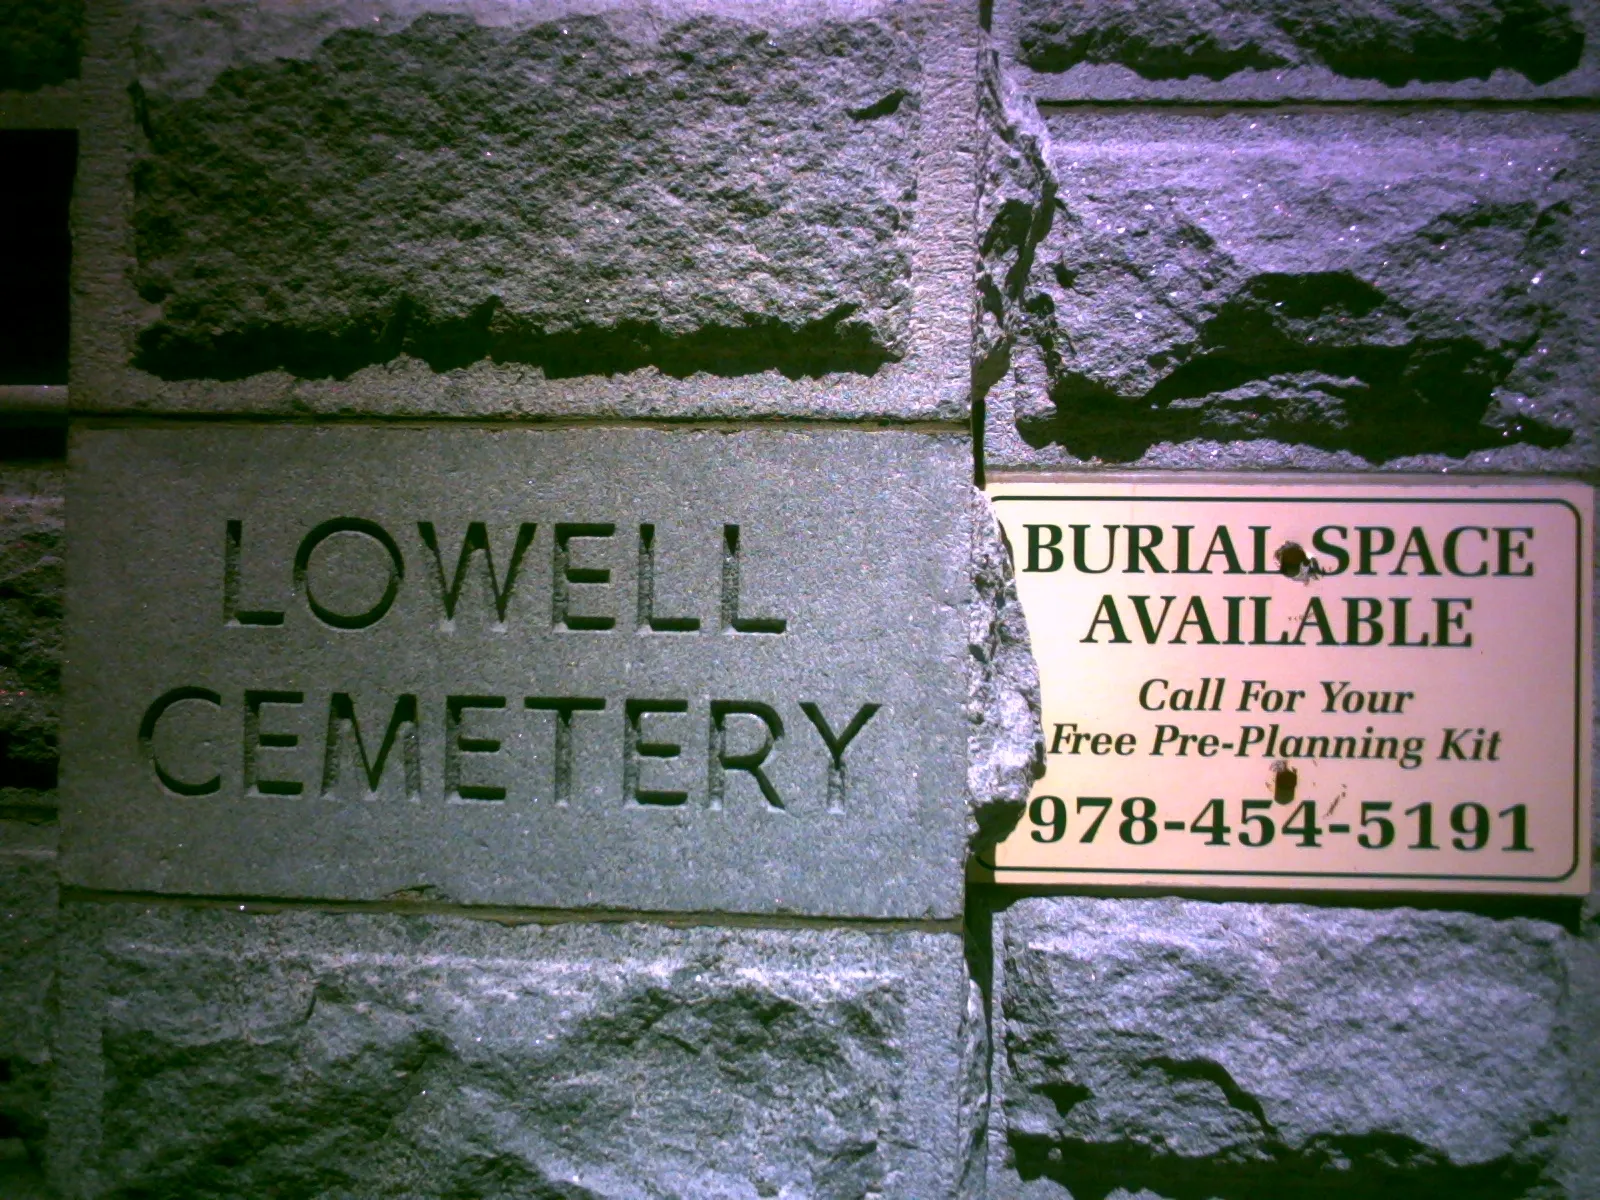 LOWELL
CEMETERY
BURIAL SPACE
AVAILABLE
Call For Your
Free Pre-Planning Kit
978-454-5191